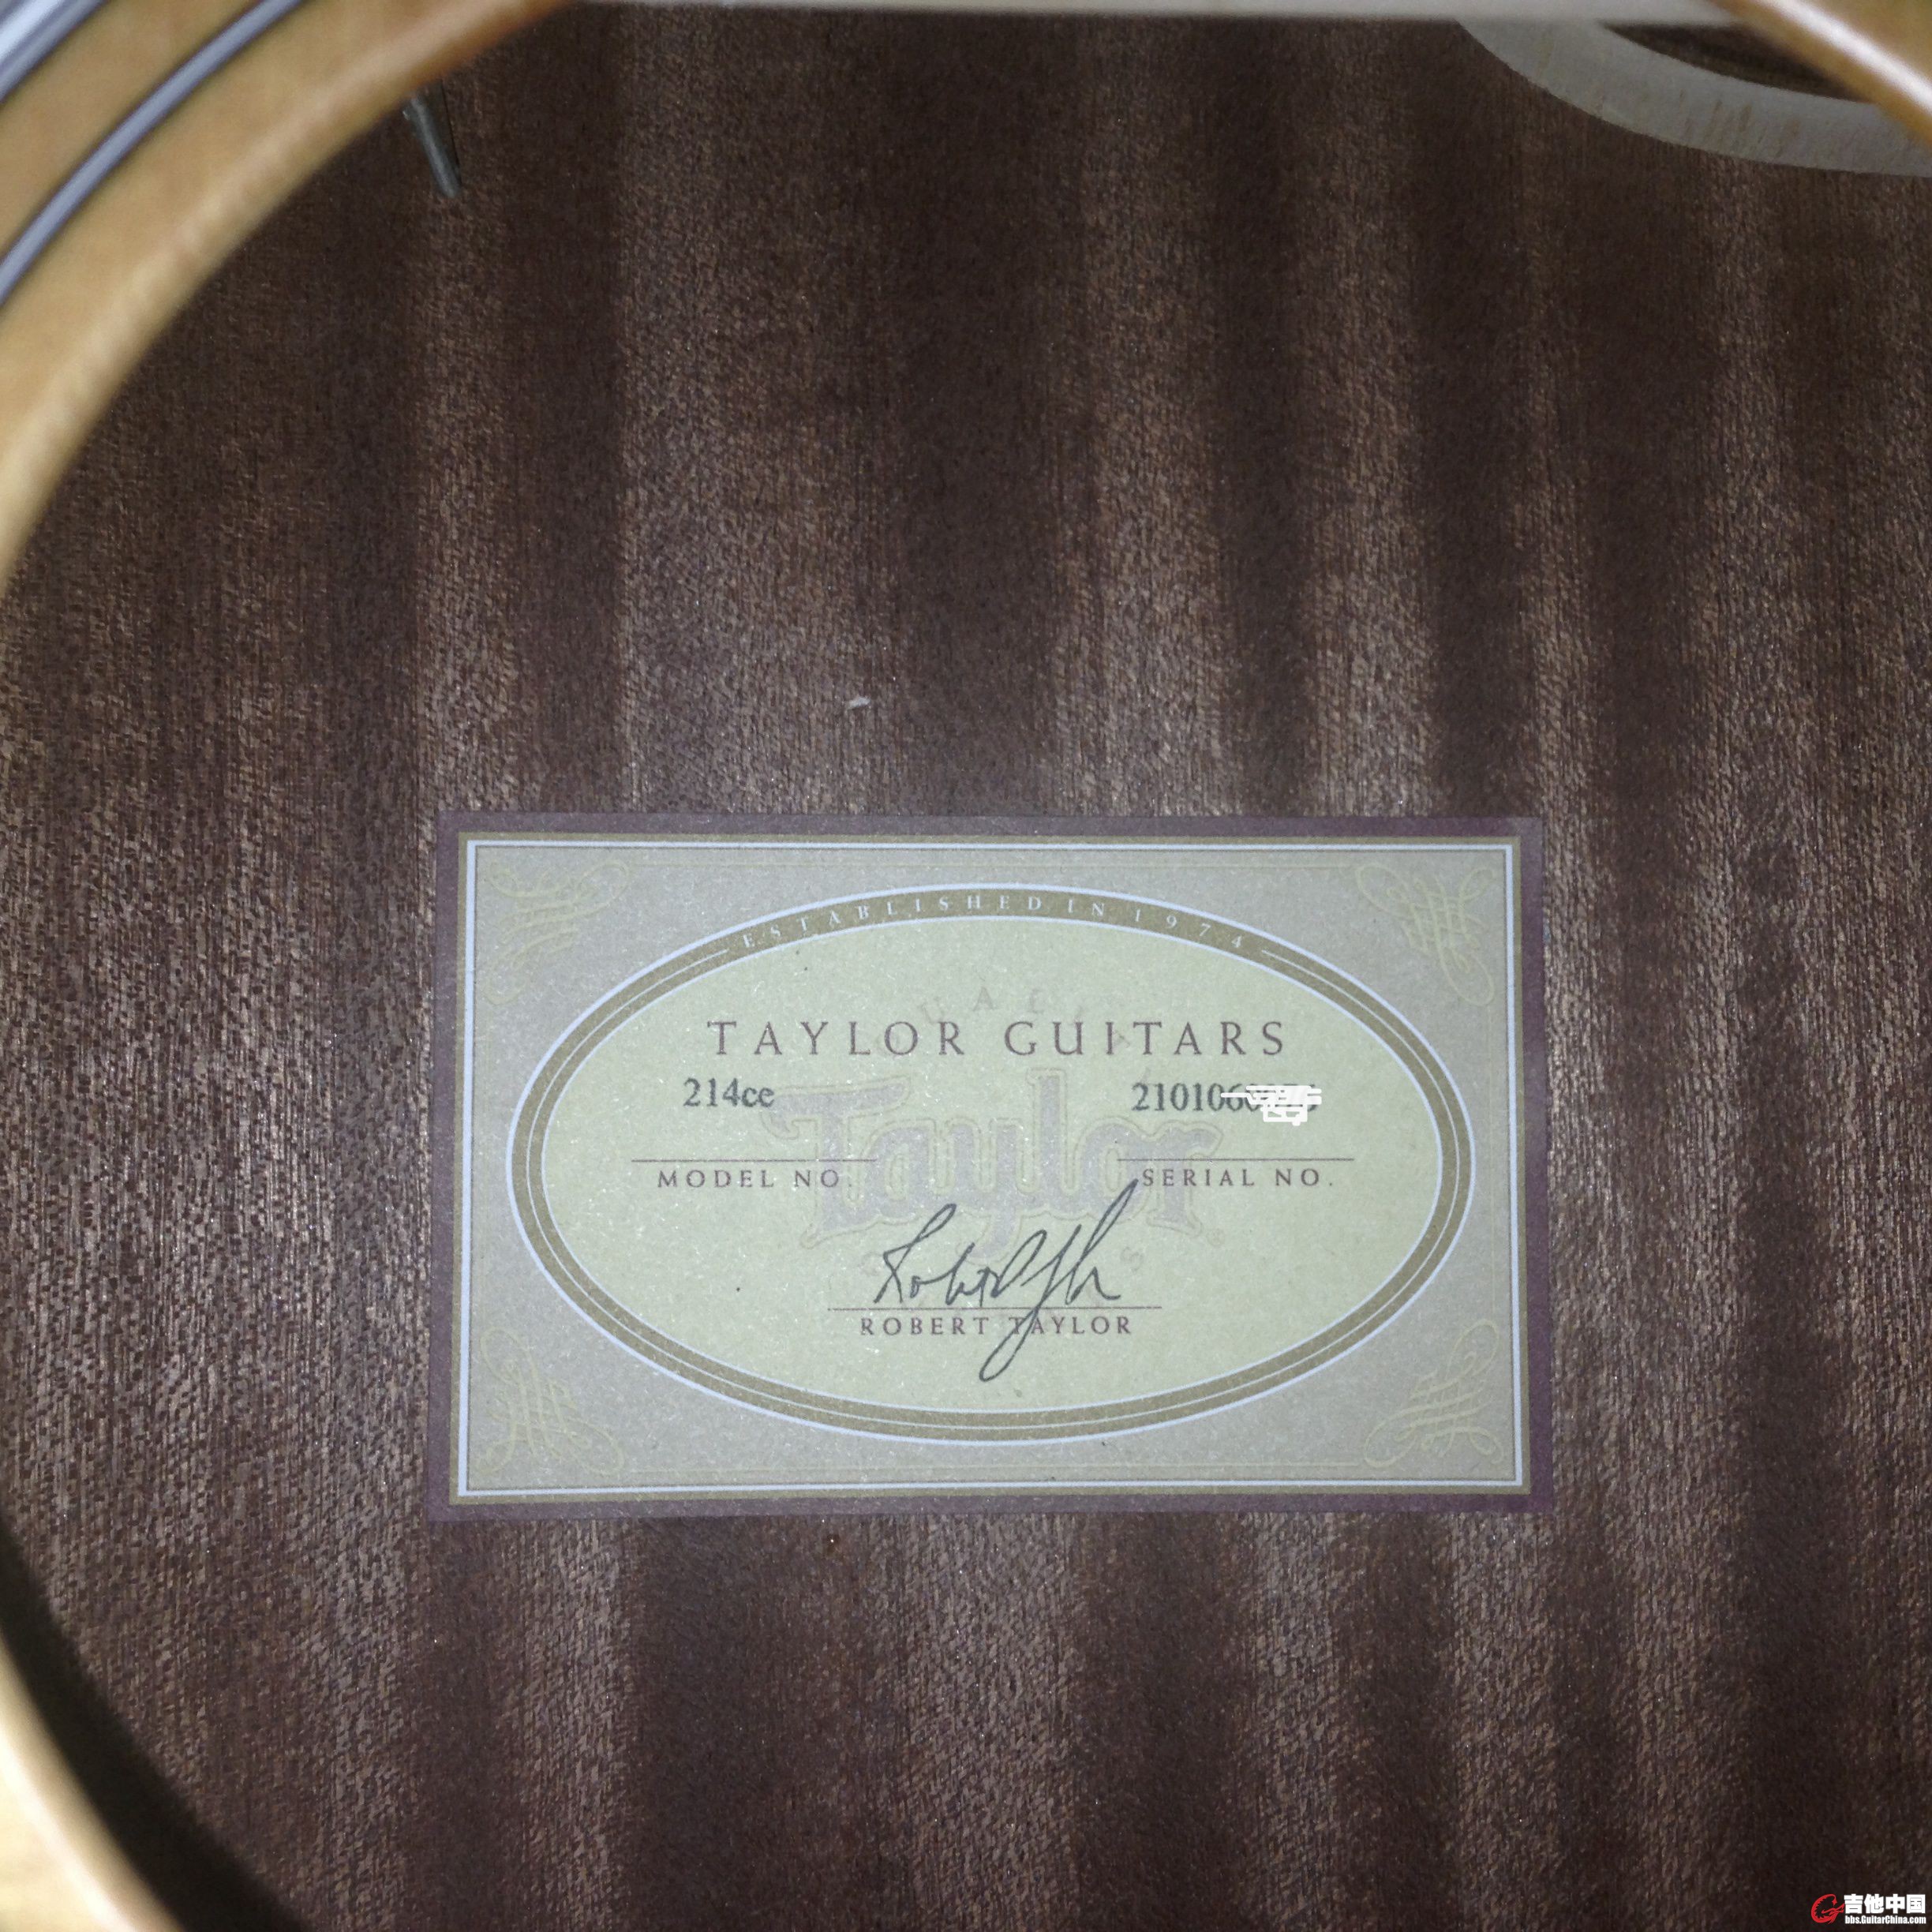 ESTABLISHED IN 1974
TAYLOR GUITARS
214ce
MODEL NO.
SERIAL NO.
Taylor
ROBERT TAYLOR
吉他中国
bbs.GuitarChina.com